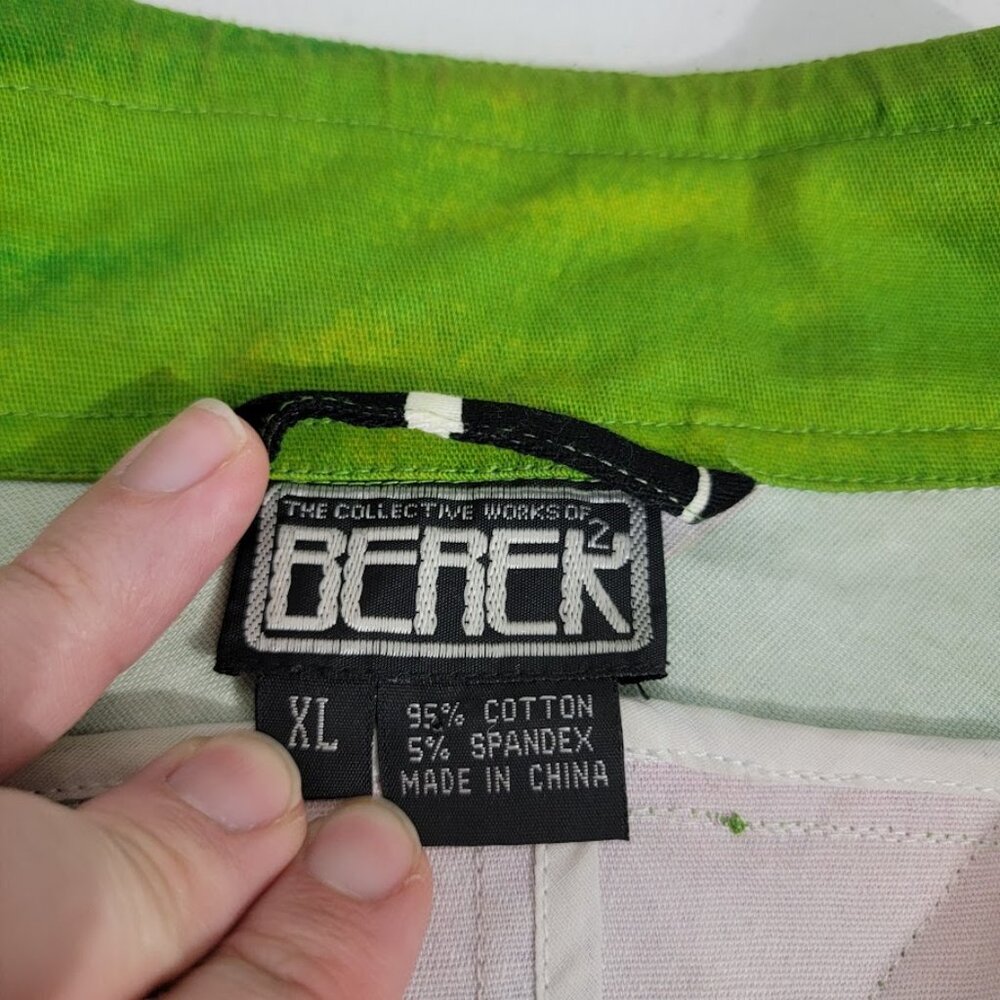 THE COLLECTIVE WORKS OF
BEREK 2
XL
95% COTTON
5% SPANDEX
MADE IN CHINA